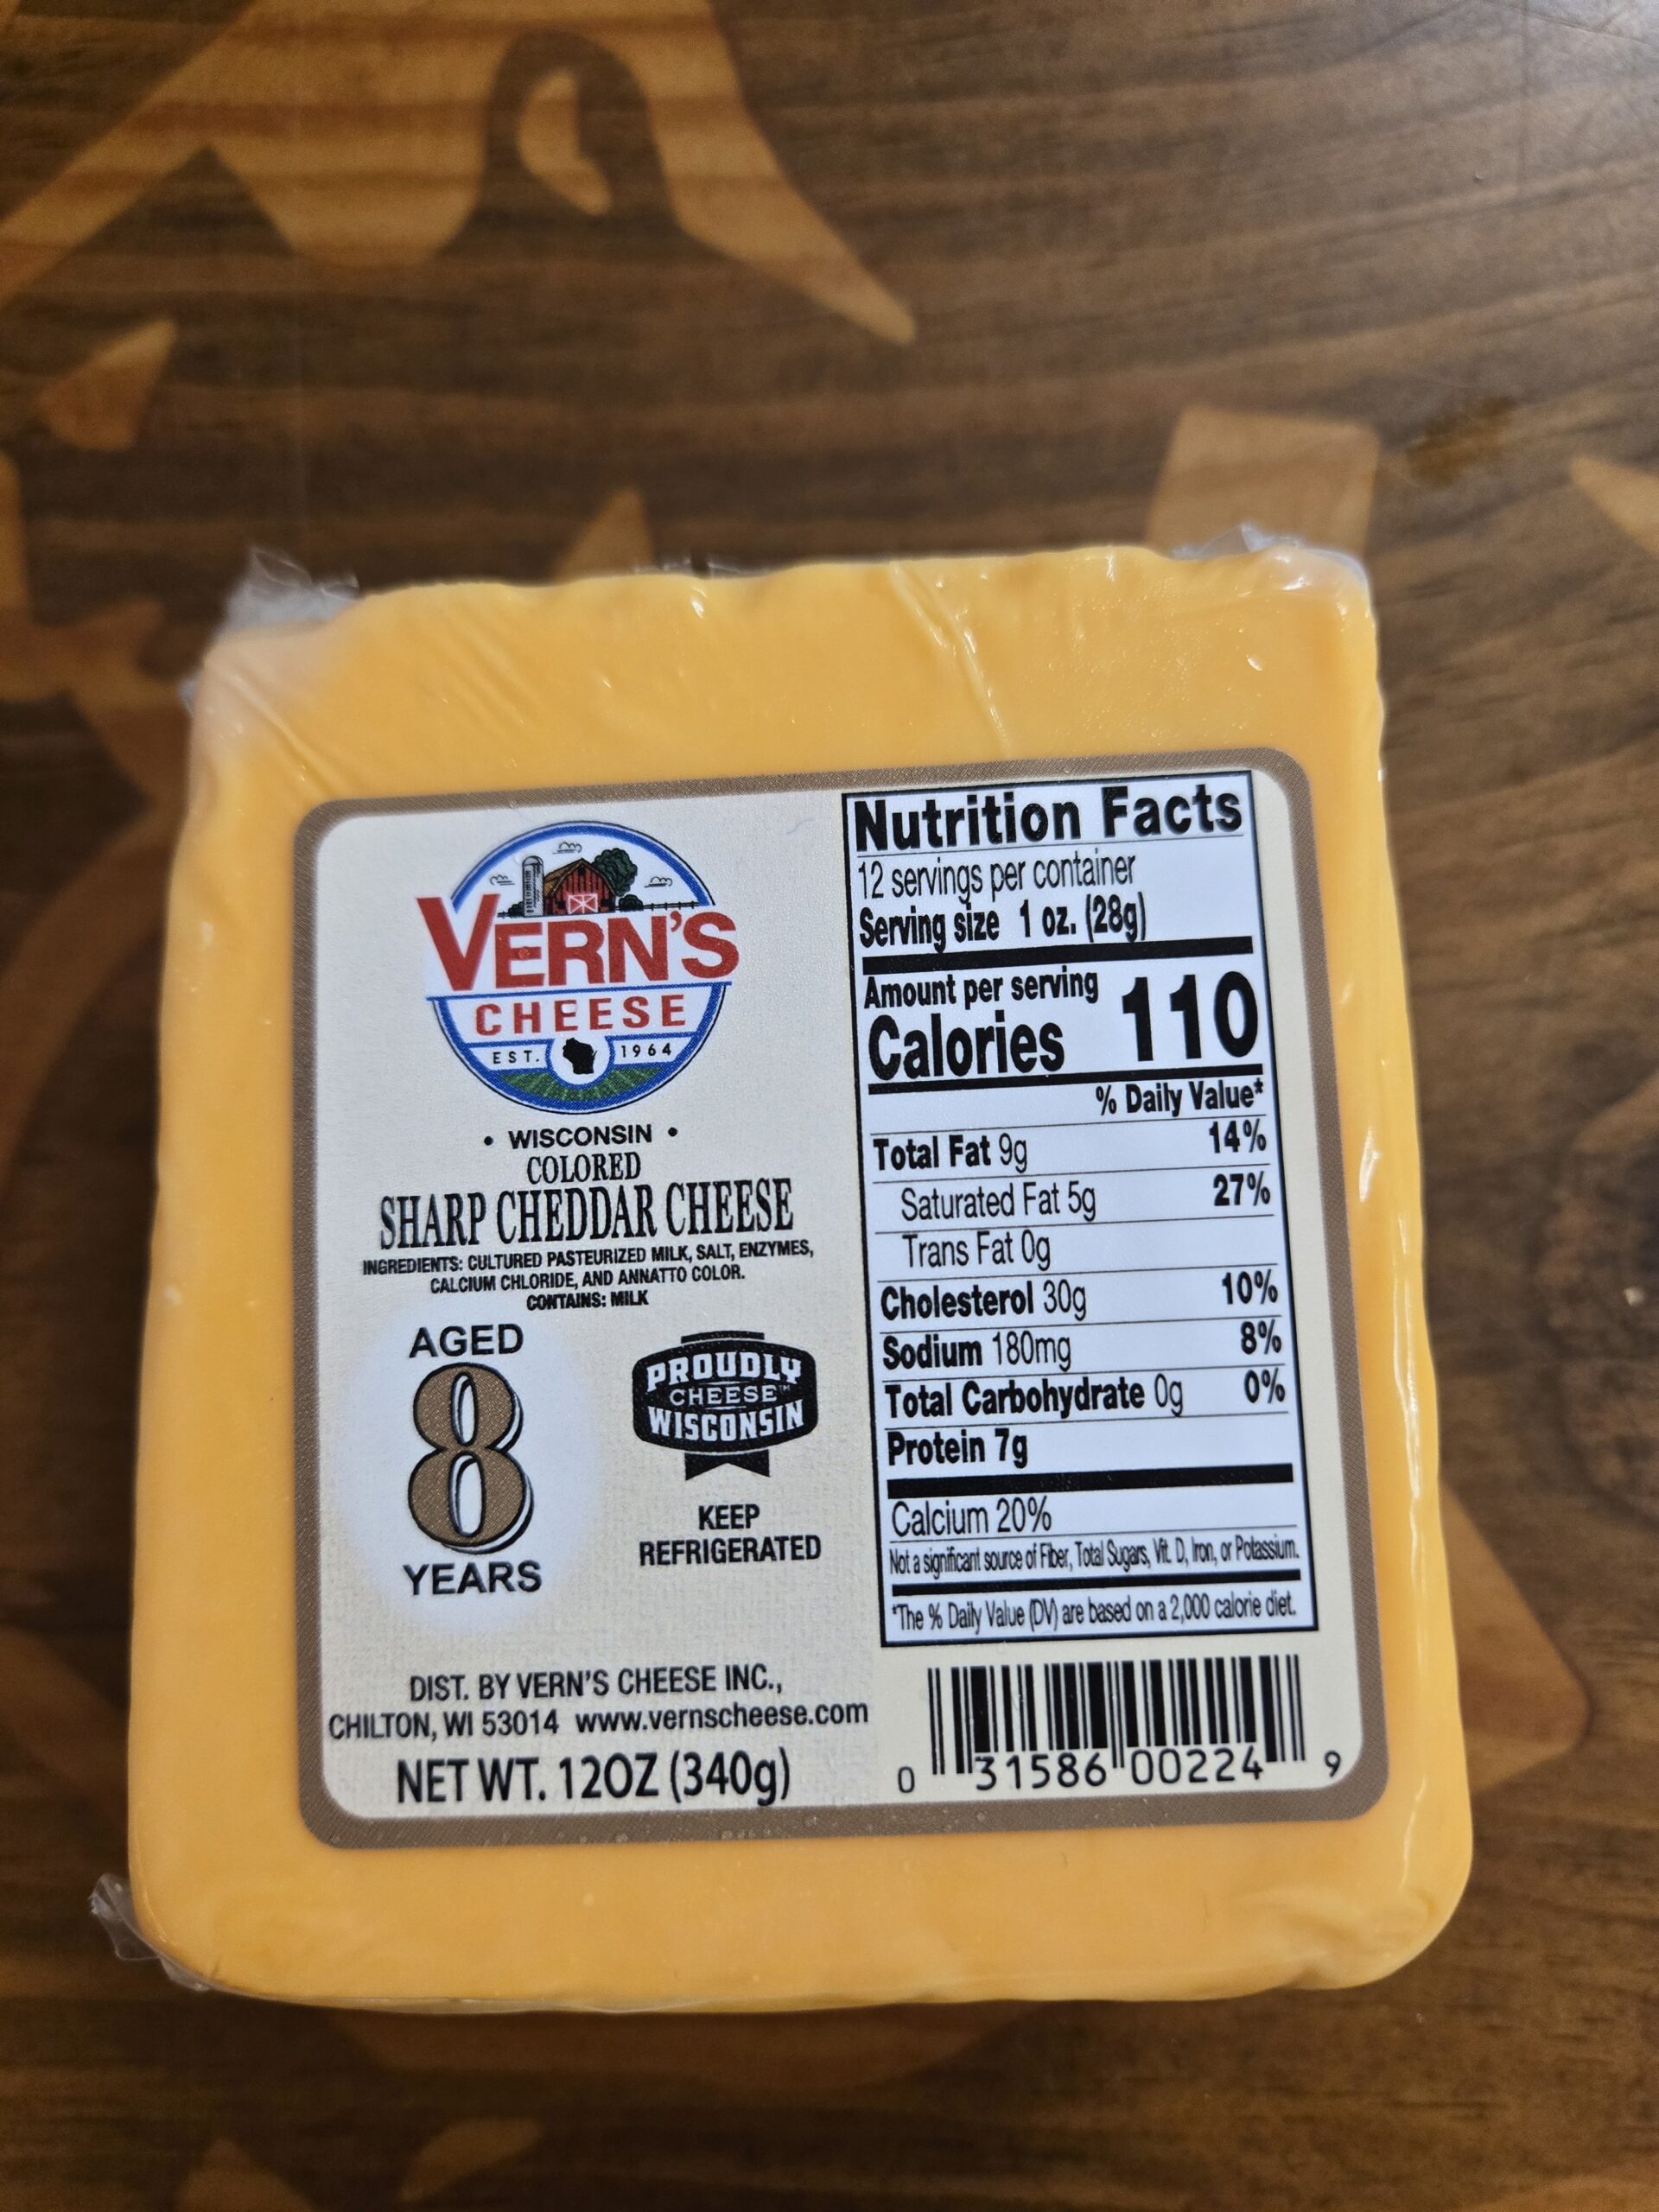 VERN'S
CHEESE
EST. 1964
• WISCONSIN •
COLORED
SHARP CHEDDAR CHEESE
INGREDIENTS: CULTURED PASTEURIZED MILK, SALT, ENZYMES,
CALCIUM CHLORIDE, AND ANNATTO COLOR.
CONTAINS: MILK
AGED
8
YEARS
PROUDLY
CHEESE™
WISCONSIN
KEEP
REFRIGERATED
DIST. BY VERN'S CHEESE INC.,
CHILTON, WI 53014 www.vernscheese.com
NET WT. 12OZ (340g)
Nutrition Facts
12 servings per container
Serving size 1 oz. (28g)
Amount per serving
Calories 110
% Daily Value*
Total Fat 9g 14%
Saturated Fat 5g 27%
Trans Fat 0g
Cholesterol 30g 10%
Sodium 180mg 8%
Total Carbohydrate 0g 0%
Protein 7g
Calcium 20%
Not a significant source of Fiber, Total Sugars, Vit. D, Iron, or Potassium.
*The % Daily Value (DV) are based on a 2,000 calorie diet.
0 31586 00224 9